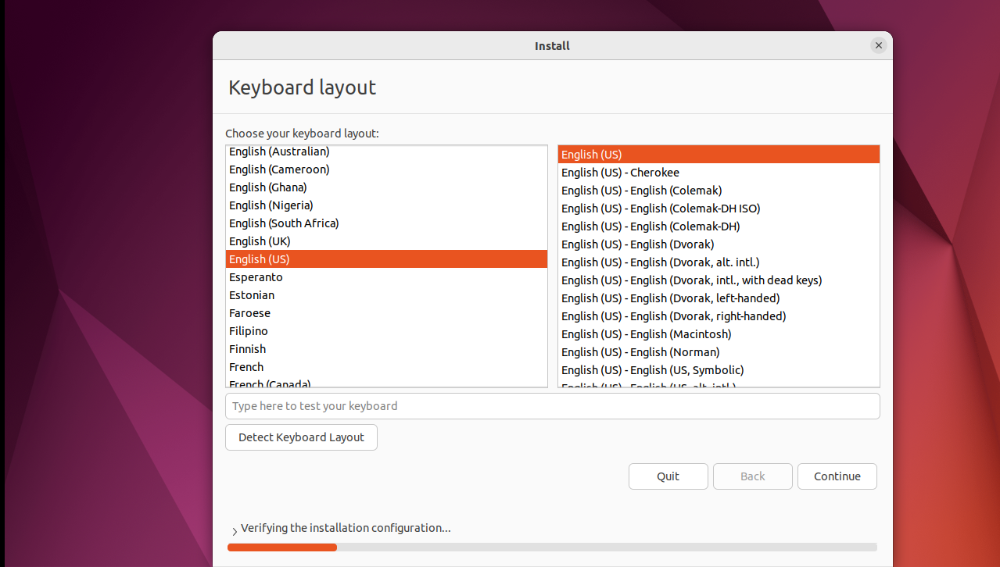 Install
Keyboard layout
Choose your keyboard layout:
English (Australian)
English (Cameroon)
English (Ghana)
English (Nigeria)
English (South Africa)
English (UK)
English (US)
Esperanto
Estonian
Faroese
Filipino
Finnish
French
French (Canada)
English (US)
English (US) - Cherokee
English (US) - English (Colemak)
English (US) - English (Colemak-DH ISO)
English (US) - English (Colemak-DH)
English (US) - English (Dvorak)
English (US) - English (Dvorak, alt. intl.)
English (US) - English (Dvorak, intl., with dead keys)
English (US) - English (Dvorak, left-handed)
English (US) - English (Dvorak, right-handed)
English (US) - English (Macintosh)
English (US) - English (Norman)
English (US) - English (US, Symbolic)
English (US) - English (US, alt. intl.)
Type here to test your keyboard
Detect Keyboard Layout
Quit
Back
Continue
Verifying the installation configuration...